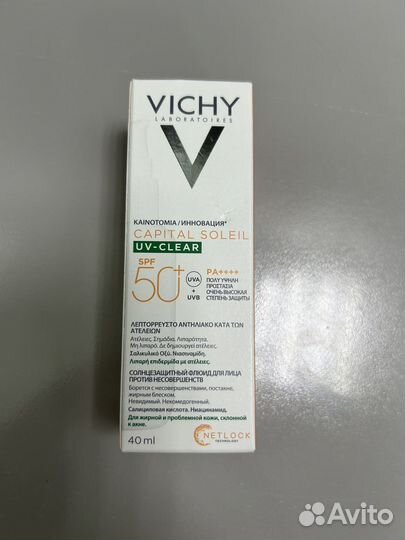 VICHY
LABORATOIRES
ΚΑΙΝΟΤΟΜΙΑ / ИННОВАЦИЯ*
CAPITAL SOLEIL
UV-CLEAR
SPF
50+
UVA
+
UVB
PA++++
ΠΟΛΥ ΥΨΗΛΗ
ΠΡΟΣΤΑΣΙΑ
ОЧЕНЬ ВЫСОКАЯ
СТЕПЕНЬ ЗАЩИТЫ
ΛΕΠΤΟΡΡΕΥΣΤΟ ΑΝΤΗΛΙΑΚΟ ΚΑΤΑ ΤΩΝ
ΑΤΕΛΕΙΩΝ
Ατέλειες. Σημάδια. Λιπαρότητα.
Μη λιπαρό. Δε δημιουργεί ατέλειες.
Σαλικυλικό Οξύ. Νιασιναμίδη.
Λιπαρή επιδερμίδα με ατέλειες.
СОЛНЦЕЗАЩИТНЫЙ ФЛЮИД ДЛЯ ЛИЦА
ПРОТИВ НЕСОВЕРШЕНСТВ
Борется с несовершенствами, постакне,
жирным блеском.
Невидимый. Некомедогенный.
Салициловая кислота. Ниацинамид.
Для жирной и проблемной кожи, склонной
к акне.
40 ml
NETLOCK
TECHNOLOGY
Avito